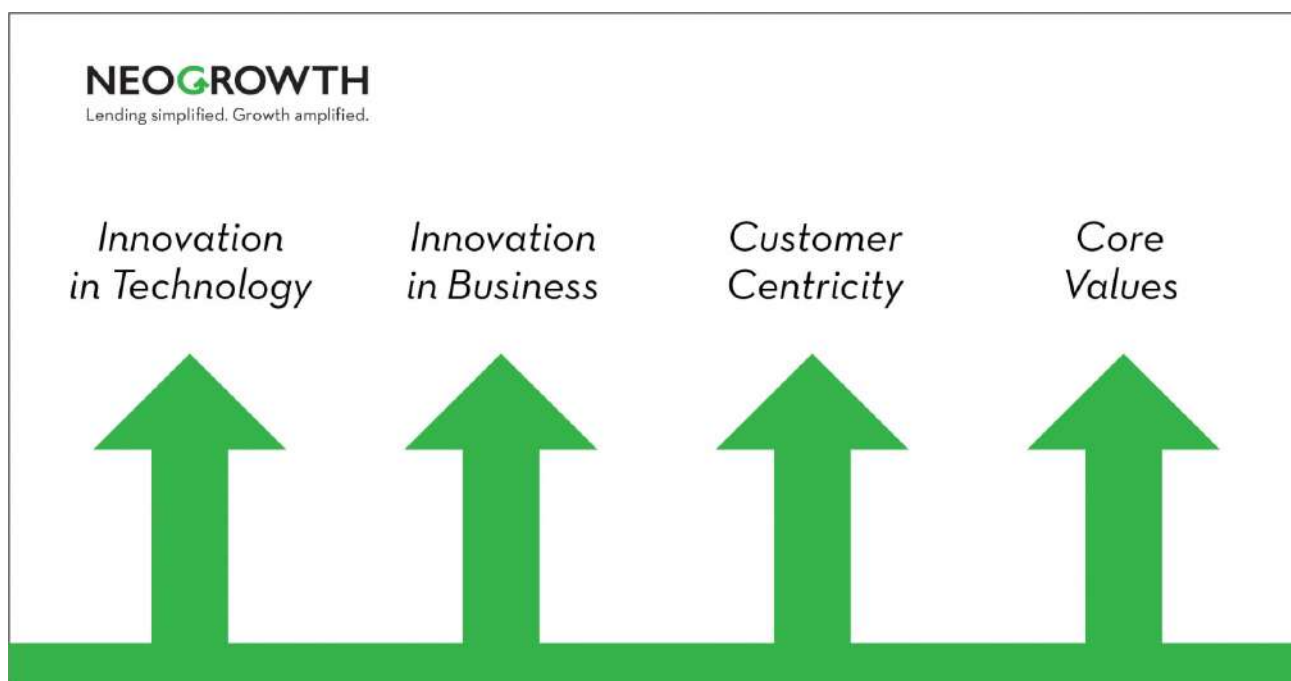 NEOGROWTH
Lending simplified. Growth amplified.
Innovation
in Technology
Innovation
in Business
Customer
Centricity
Core
Values